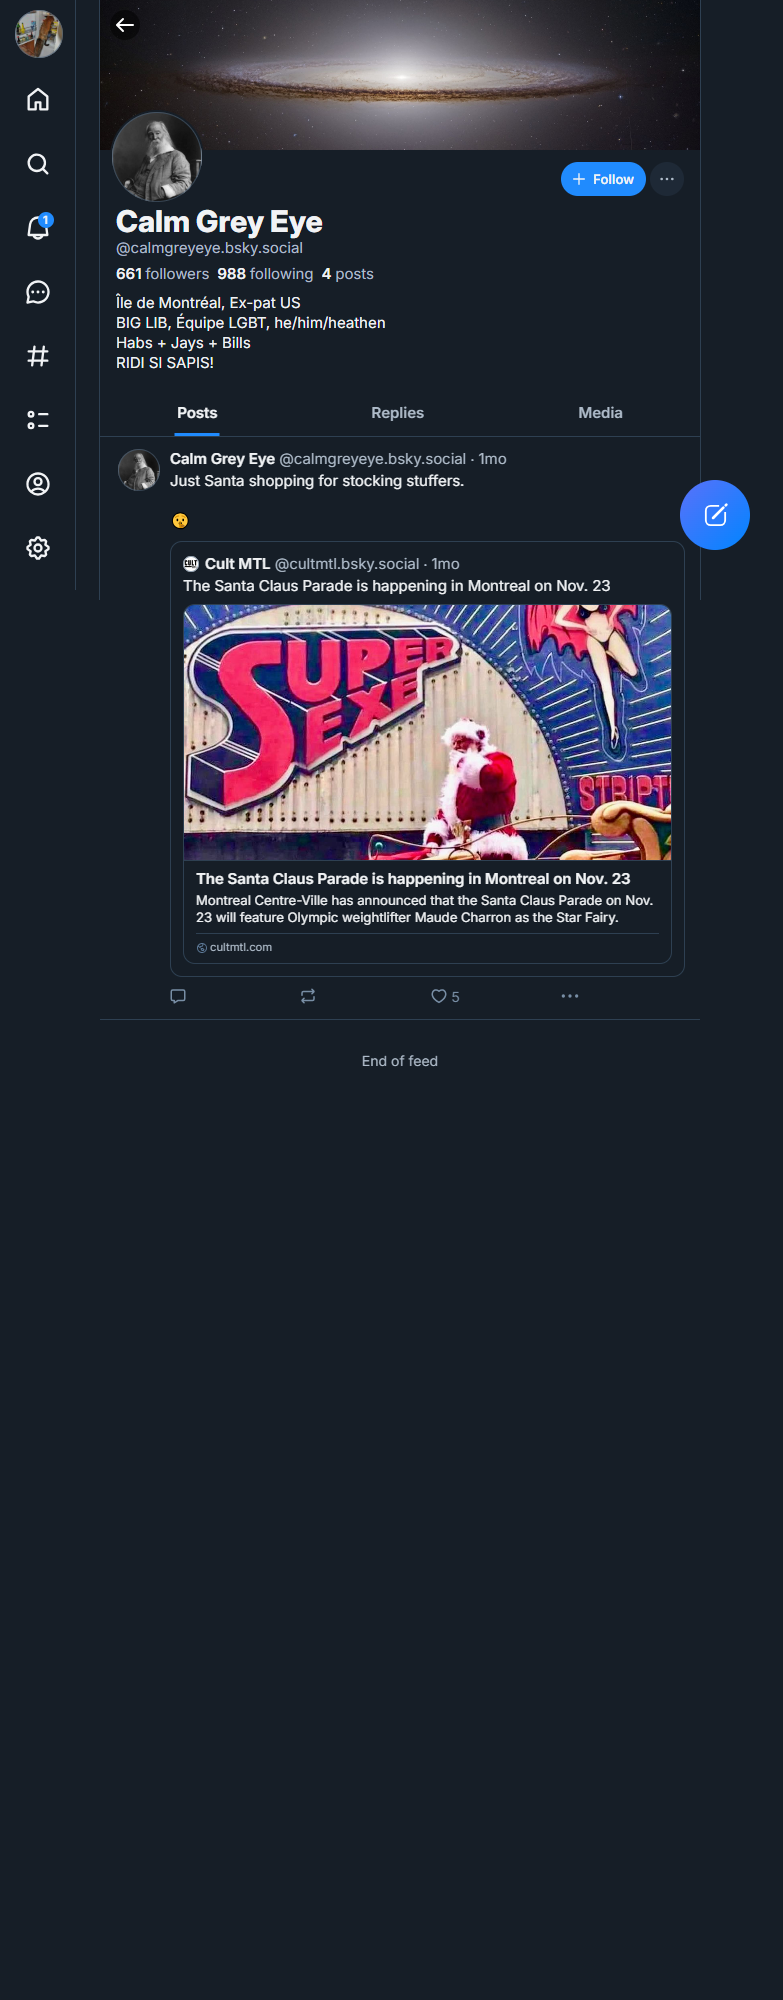 1
Follow
Calm Grey Eye
@calmgreyeye.bsky.social
661 followers 988 following 4 posts
Île de Montréal, Ex-pat US
BIG LIB, Équipe LGBT, he/him/heathen
Habs + Jays + Bills
RIDI SI SAPIS!
Posts Replies Media
Calm Grey Eye @calmgreyeye.bsky.social · 1mo
Just Santa shopping for stocking stuffers.
CULT Cult MTL @cultmtl.bsky.social · 1mo
The Santa Claus Parade is happening in Montreal on Nov. 23
SUPER
SEXE
STRIPT
The Santa Claus Parade is happening in Montreal on Nov. 23
Montreal Centre-Ville has announced that the Santa Claus Parade on Nov.
23 will feature Olympic weightlifter Maude Charron as the Star Fairy.
cultmtl.com
5
End of feed